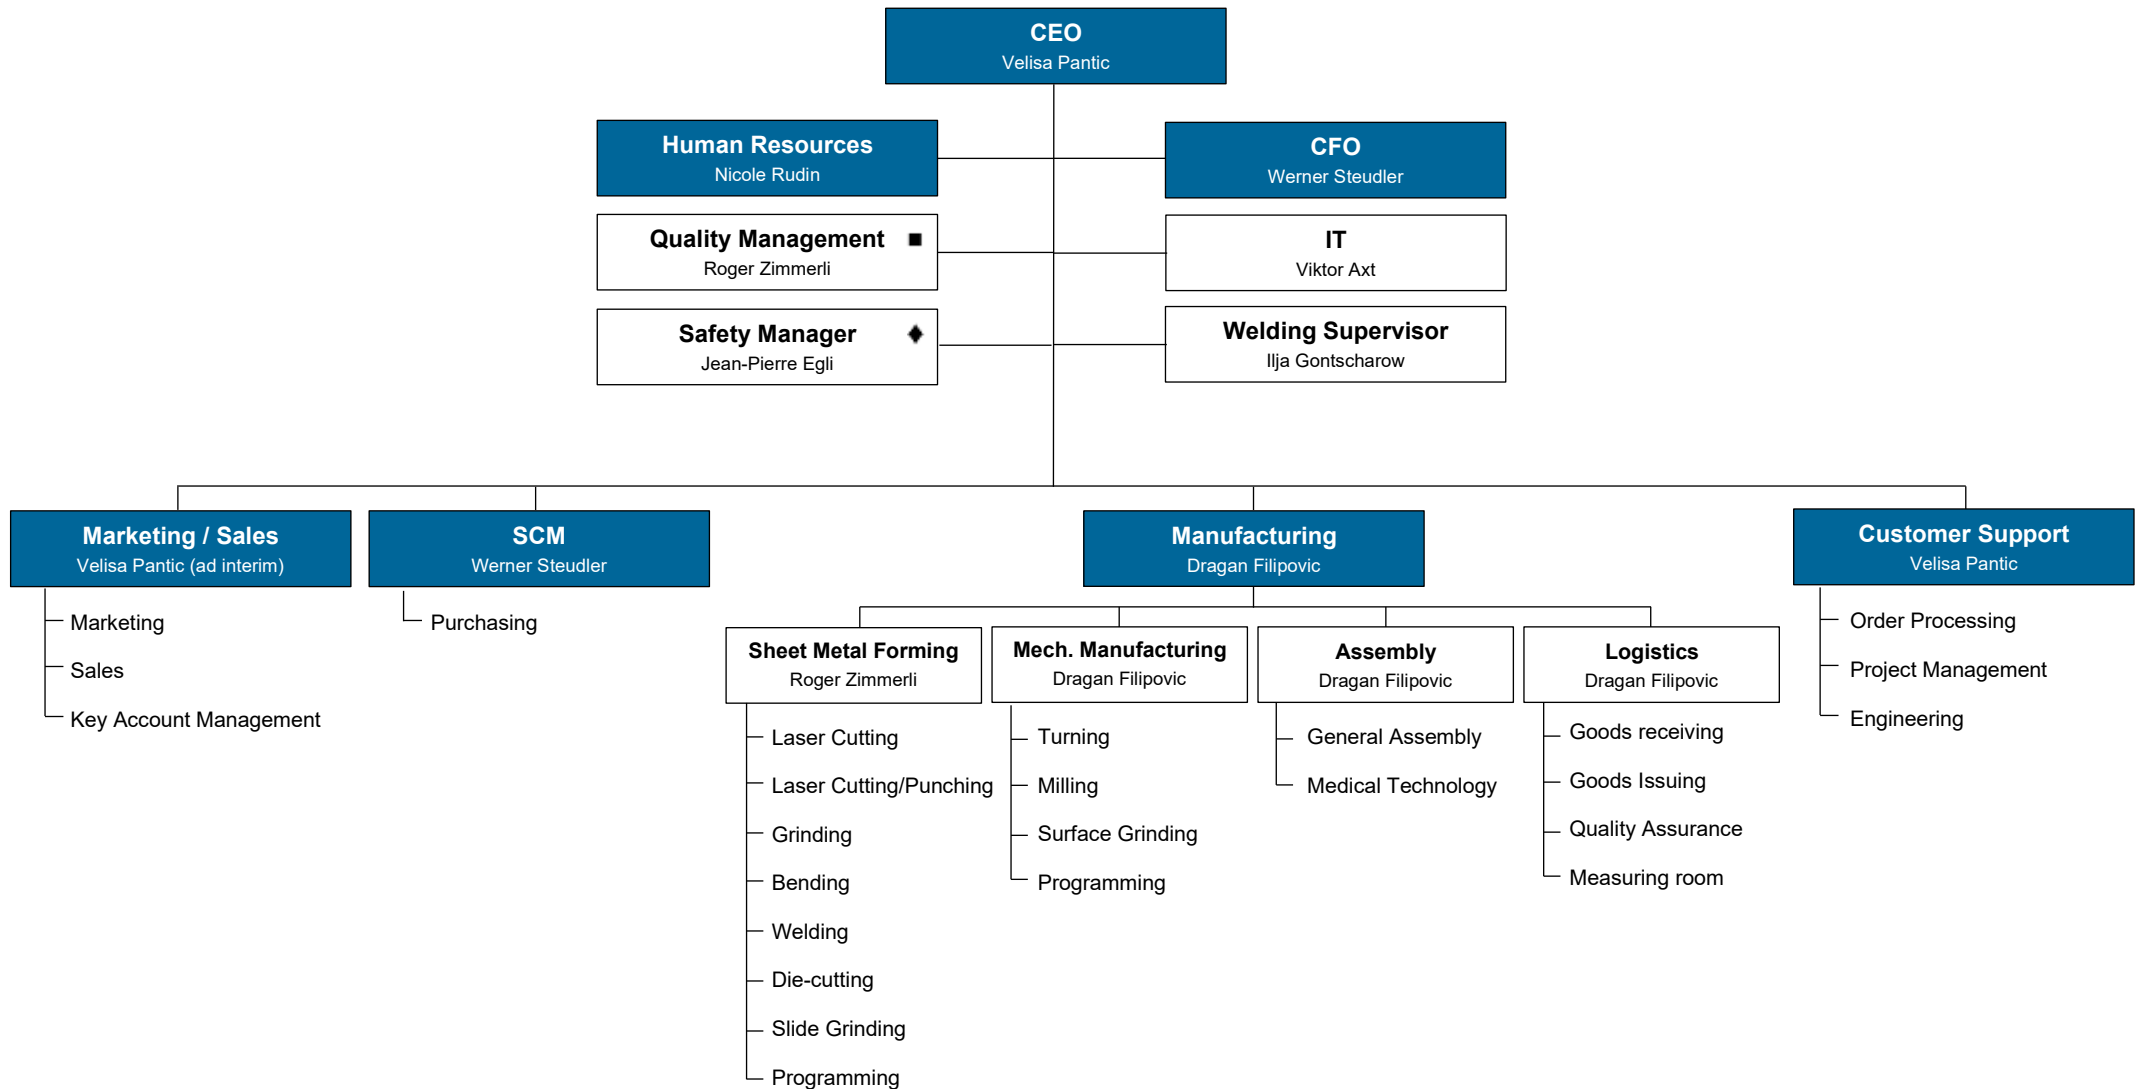 CEO
Velisa Pantic
Human Resources
Nicole Rudin
CFO
Werner Steudler
Quality Management
Roger Zimmerli
IT
Viktor Axt
Safety Manager
Jean-Pierre Egli
Welding Supervisor
Ilja Gontscharow
Marketing / Sales
Velisa Pantic (ad interim)
Marketing
Sales
Key Account Management
SCM
Werner Steudler
Purchasing
Manufacturing
Dragan Filipovic
Sheet Metal Forming
Roger Zimmerli
Laser Cutting
Laser Cutting/Punching
Grinding
Bending
Welding
Die-cutting
Slide Grinding
Programming
Mech. Manufacturing
Dragan Filipovic
Turning
Milling
Surface Grinding
Programming
Assembly
Dragan Filipovic
General Assembly
Medical Technology
Logistics
Dragan Filipovic
Goods receiving
Goods Issuing
Quality Assurance
Measuring room
Customer Support
Velisa Pantic
Order Processing
Project Management
Engineering